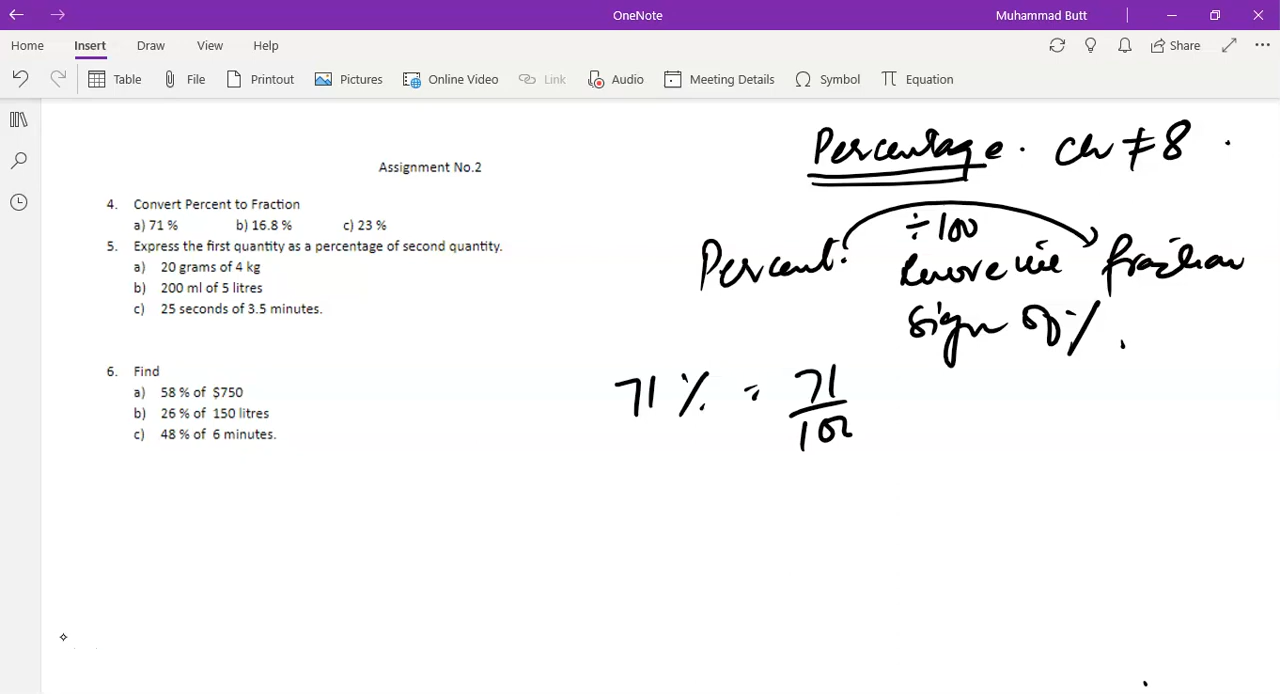 OneNote
Muhammad Butt
Home Insert Draw View Help
Share
Table File Printout Pictures Online Video Link Audio Meeting Details Symbol Equation
Assignment No.2
4. Convert Percent to Fraction
a) 71 % b) 16.8 % c) 23 %
5. Express the first quantity as a percentage of second quantity.
a) 20 grams of 4 kg
b) 200 ml of 5 litres
c) 25 seconds of 3.5 minutes.
6. Find
a) 58 % of $750
b) 26 % of 150 litres
c) 48 % of 6 minutes.
Percentage. ch # 8.
÷100
Percent. fraction
sign of %.
71 % = 71
100